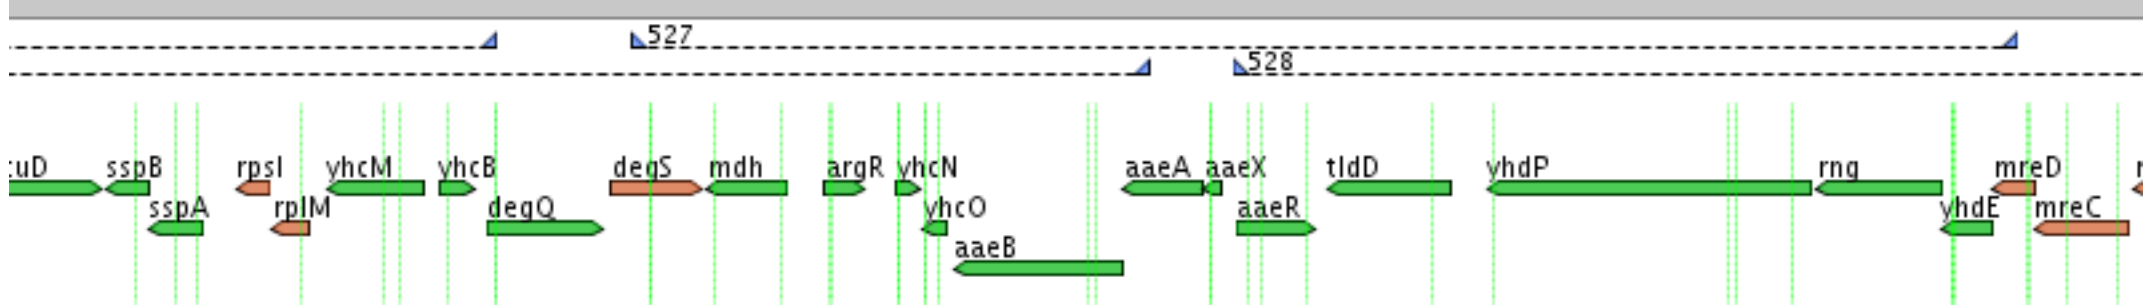 527
528
cuD sspB rpsI yhcM yhcB degS mdh argR yhcN aaeA aaeX tldD yhdP rng mreD r
sspA rplM degQ yhcO aaeR yhdE mreC
aaeB